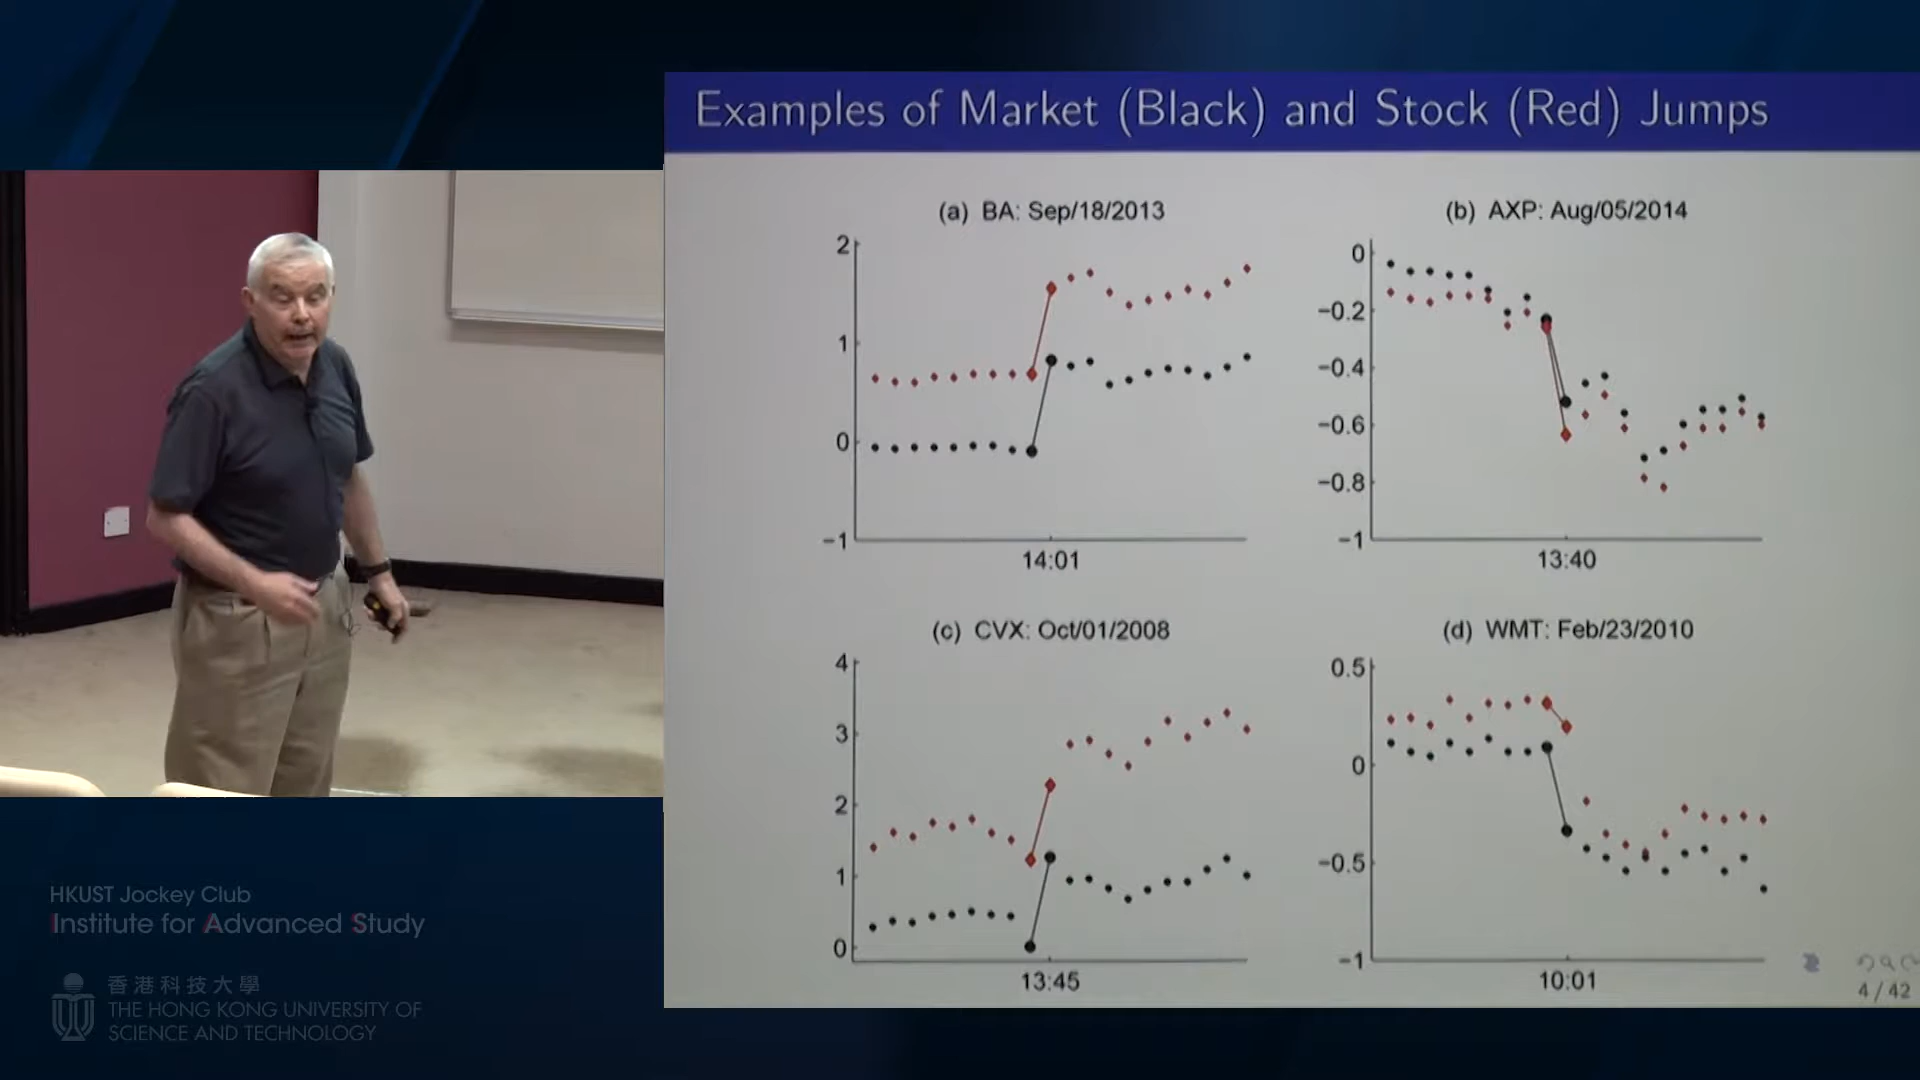 Examples of Market (Black) and Stock (Red) Jumps
(a) BA: Sep/18/2013
2
1
0
−1
14:01
(b) AXP: Aug/05/2014
0
−0.2
−0.4
−0.6
−0.8
−1
13:40
(c) CVX: Oct/01/2008
4
3
2
1
0
13:45
(d) WMT: Feb/23/2010
0.5
0
−0.5
−1
10:01
4 / 42
HKUST Jockey Club
Institute for Advanced Study
香港科技大學
THE HONG KONG UNIVERSITY OF
SCIENCE AND TECHNOLOGY